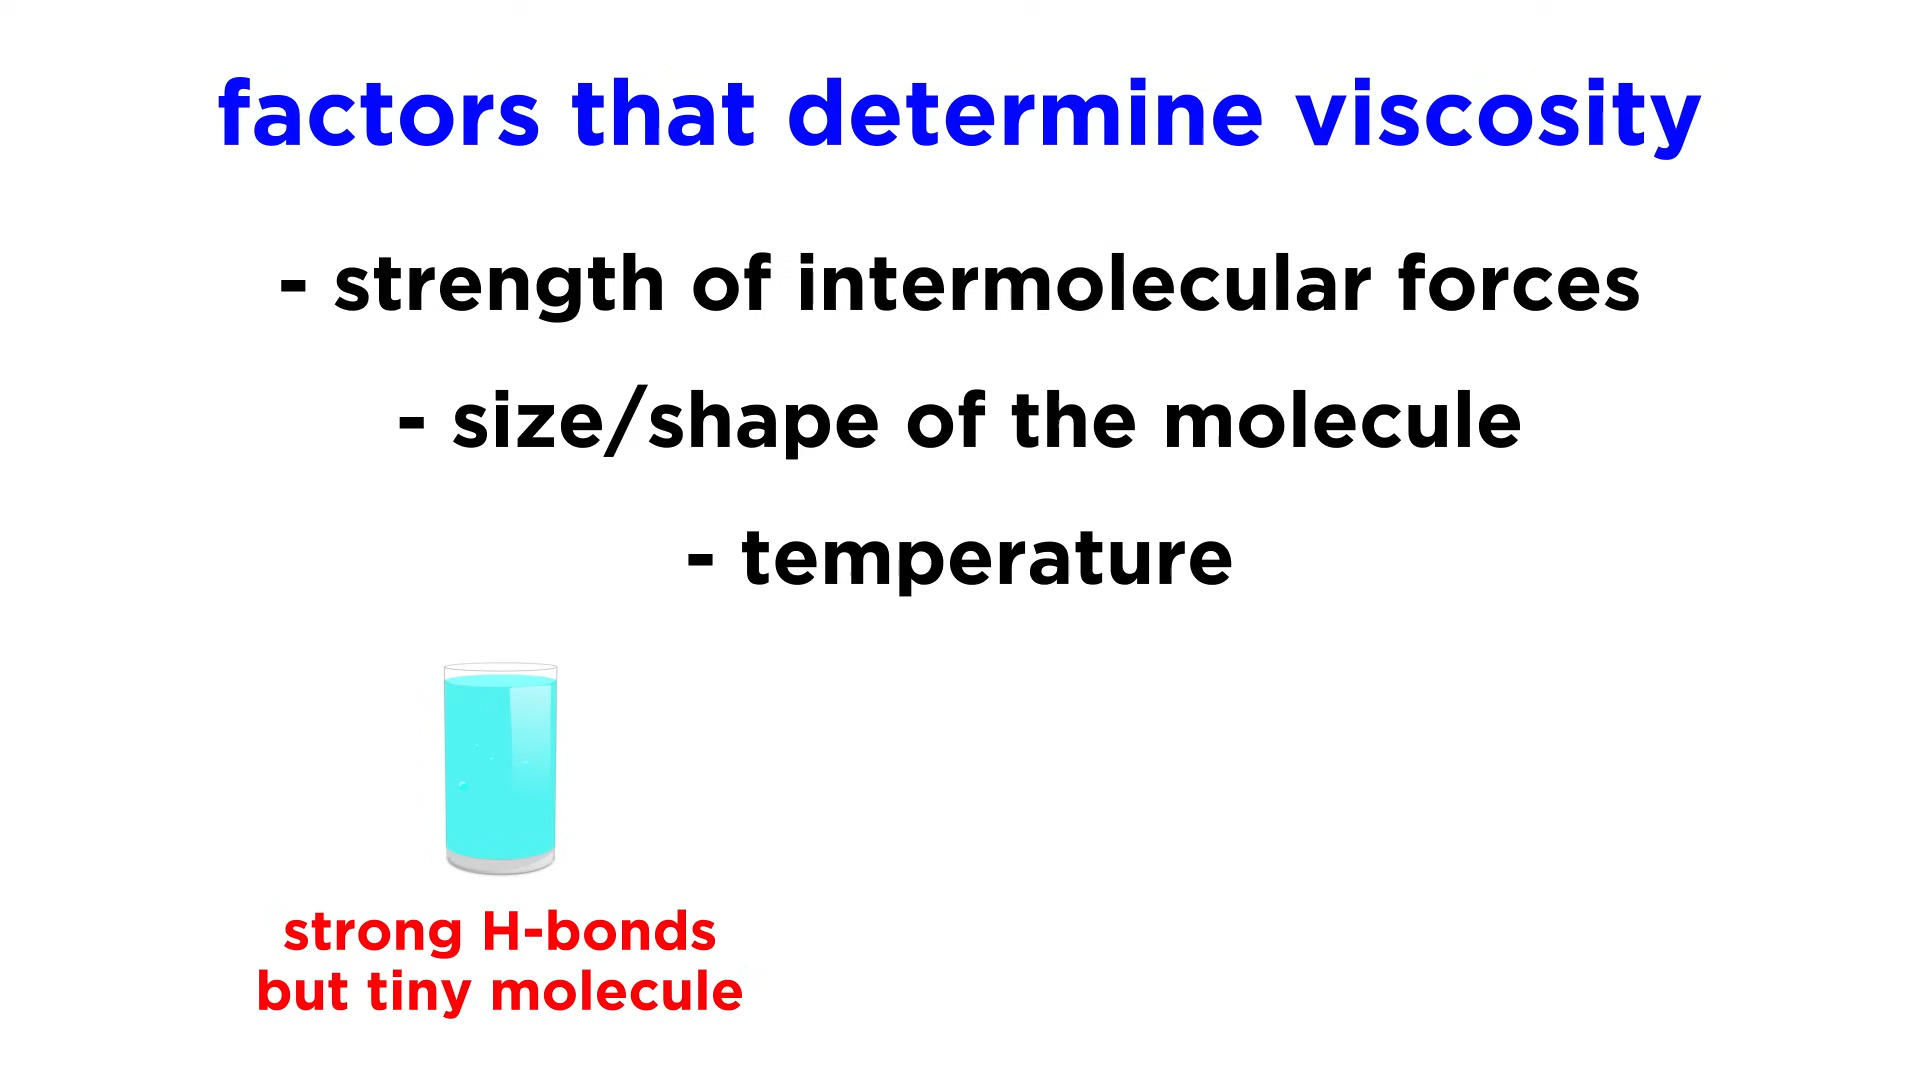 factors that determine viscosity
- strength of intermolecular forces
- size/shape of the molecule
- temperature
strong H-bonds
but tiny molecule